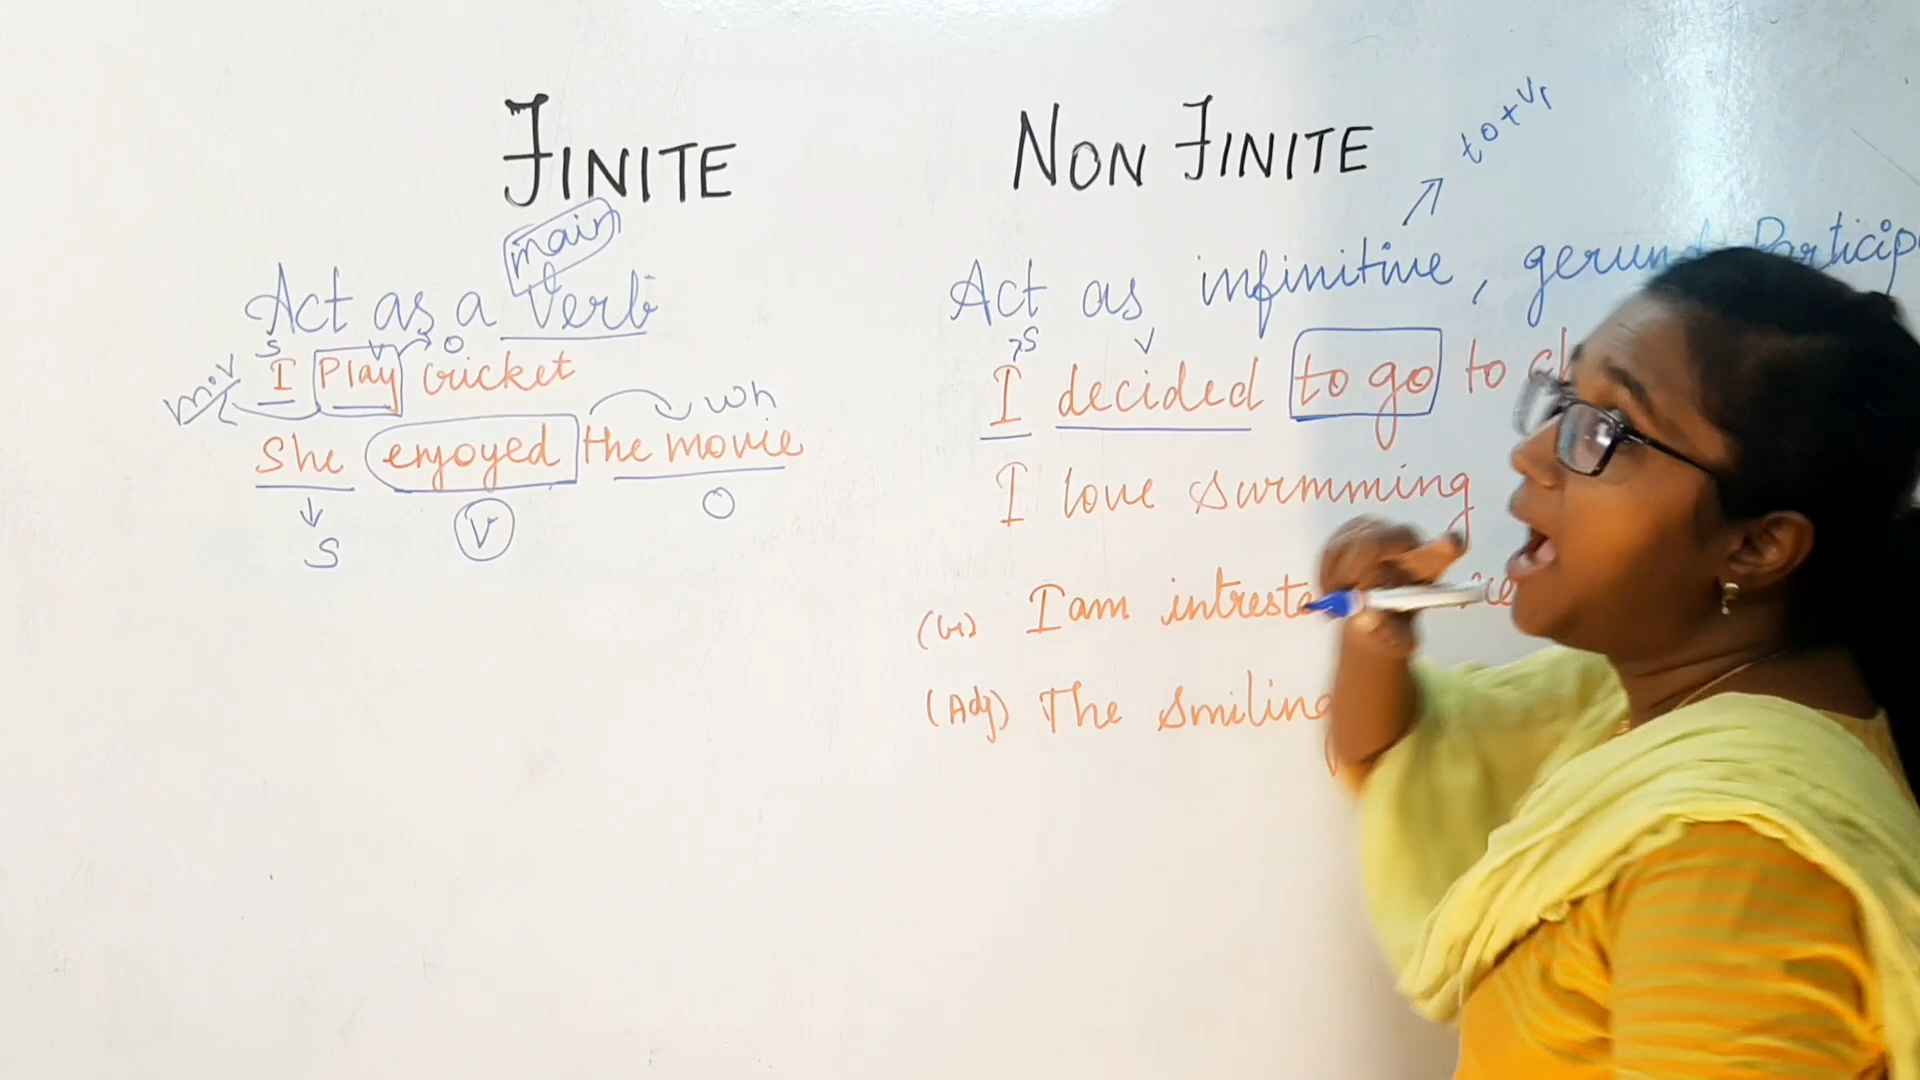 FINITE
main
Act as a Verb
S V O
m.v I Play cricket
She enjoyed the movie
wh
S V O
NON FINITE
to + V1
Act as infinitive, gerund
S V
I decided to go to
I love swimming
I am
(Adj) The smiling